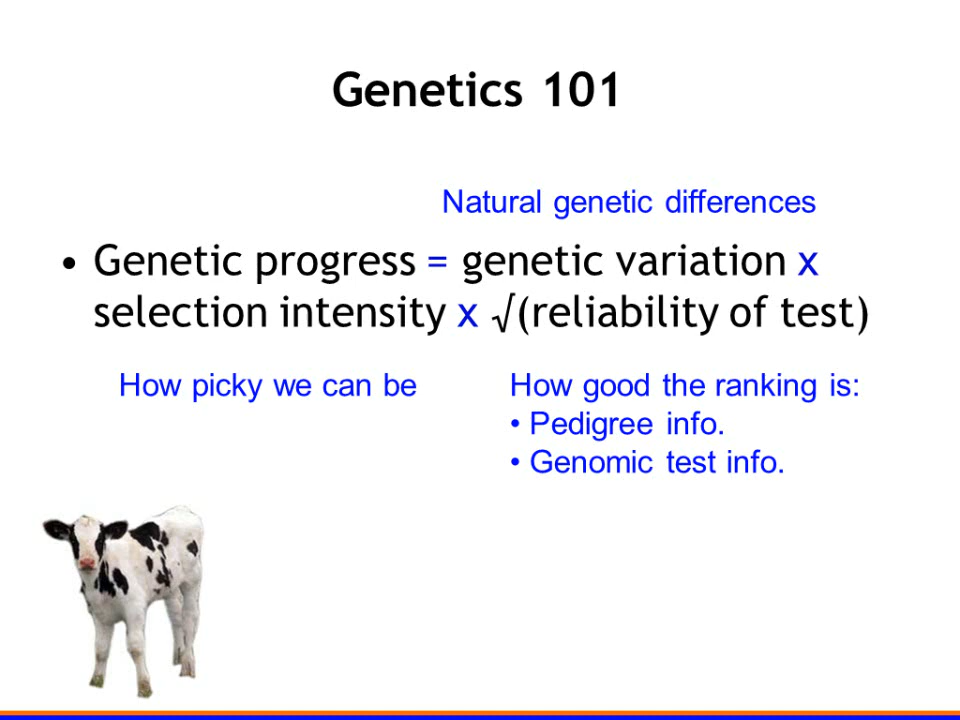 Genetics 101
Natural genetic differences
• Genetic progress = genetic variation x
selection intensity x √(reliability of test)
How picky we can be
How good the ranking is:
• Pedigree info.
• Genomic test info.